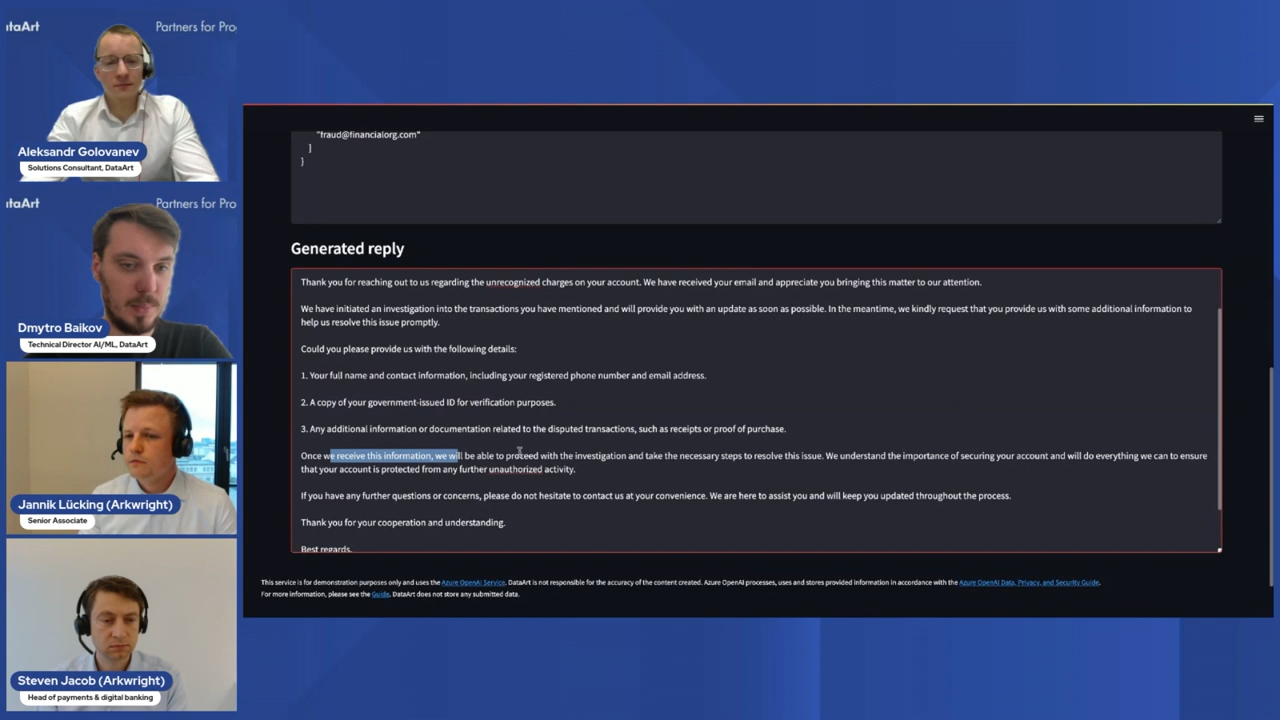 ataArt
Partners for Pro
Aleksandr Golovanev
Solutions Consultant, DataArt
ataArt
Partners for Pro
Dmytro Baikov
Technical Director AI/ML, DataArt
Jannik Lücking (Arkwright)
Senior Associate
Steven Jacob (Arkwright)
Head of payments & digital banking
"fraud@financialorg.com"
]
}
Generated reply
Thank you for reaching out to us regarding the unrecognized charges on your account. We have received your email and appreciate you bringing this matter to our attention.
We have initiated an investigation into the transactions you have mentioned and will provide you with an update as soon as possible. In the meantime, we kindly request that you provide us with some additional information to
help us resolve this issue promptly.
Could you please provide us with the following details:
1. Your full name and contact information, including your registered phone number and email address.
2. A copy of your government-issued ID for verification purposes.
3. Any additional information or documentation related to the disputed transactions, such as receipts or proof of purchase.
Once we receive this information, we will be able to proceed with the investigation and take the necessary steps to resolve this issue. We understand the importance of securing your account and will do everything we can to ensure
that your account is protected from any further unauthorized activity.
If you have any further questions or concerns, please do not hesitate to contact us at your convenience. We are here to assist you and will keep you updated throughout the process.
Thank you for your cooperation and understanding.
Best regards,
This service is for demonstration purposes only and uses the Azure OpenAI Service. DataArt is not responsible for the accuracy of the content created. Azure OpenAI processes, uses and stores provided information in accordance with the Azure OpenAI Data, Privacy, and Security Guide.
For more information, please see the Guide. DataArt does not store any submitted data.